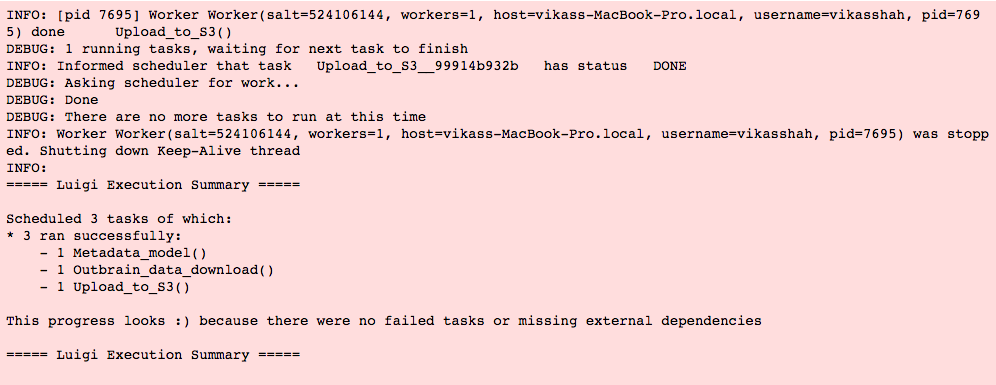 INFO: [pid 7695] Worker Worker(salt=524106144, workers=1, host=vikass-MacBook-Pro.local, username=vikasshah, pid=769
5) done      Upload_to_S3()
DEBUG: 1 running tasks, waiting for next task to finish
INFO: Informed scheduler that task   Upload_to_S3__99914b932b   has status   DONE
DEBUG: Asking scheduler for work...
DEBUG: Done
DEBUG: There are no more tasks to run at this time
INFO: Worker Worker(salt=524106144, workers=1, host=vikass-MacBook-Pro.local, username=vikasshah, pid=7695) was stopp
ed. Shutting down Keep-Alive thread
INFO:
===== Luigi Execution Summary =====

Scheduled 3 tasks of which:
* 3 ran successfully:
    - 1 Metadata_model()
    - 1 Outbrain_data_download()
    - 1 Upload_to_S3()

This progress looks :) because there were no failed tasks or missing external dependencies

===== Luigi Execution Summary =====